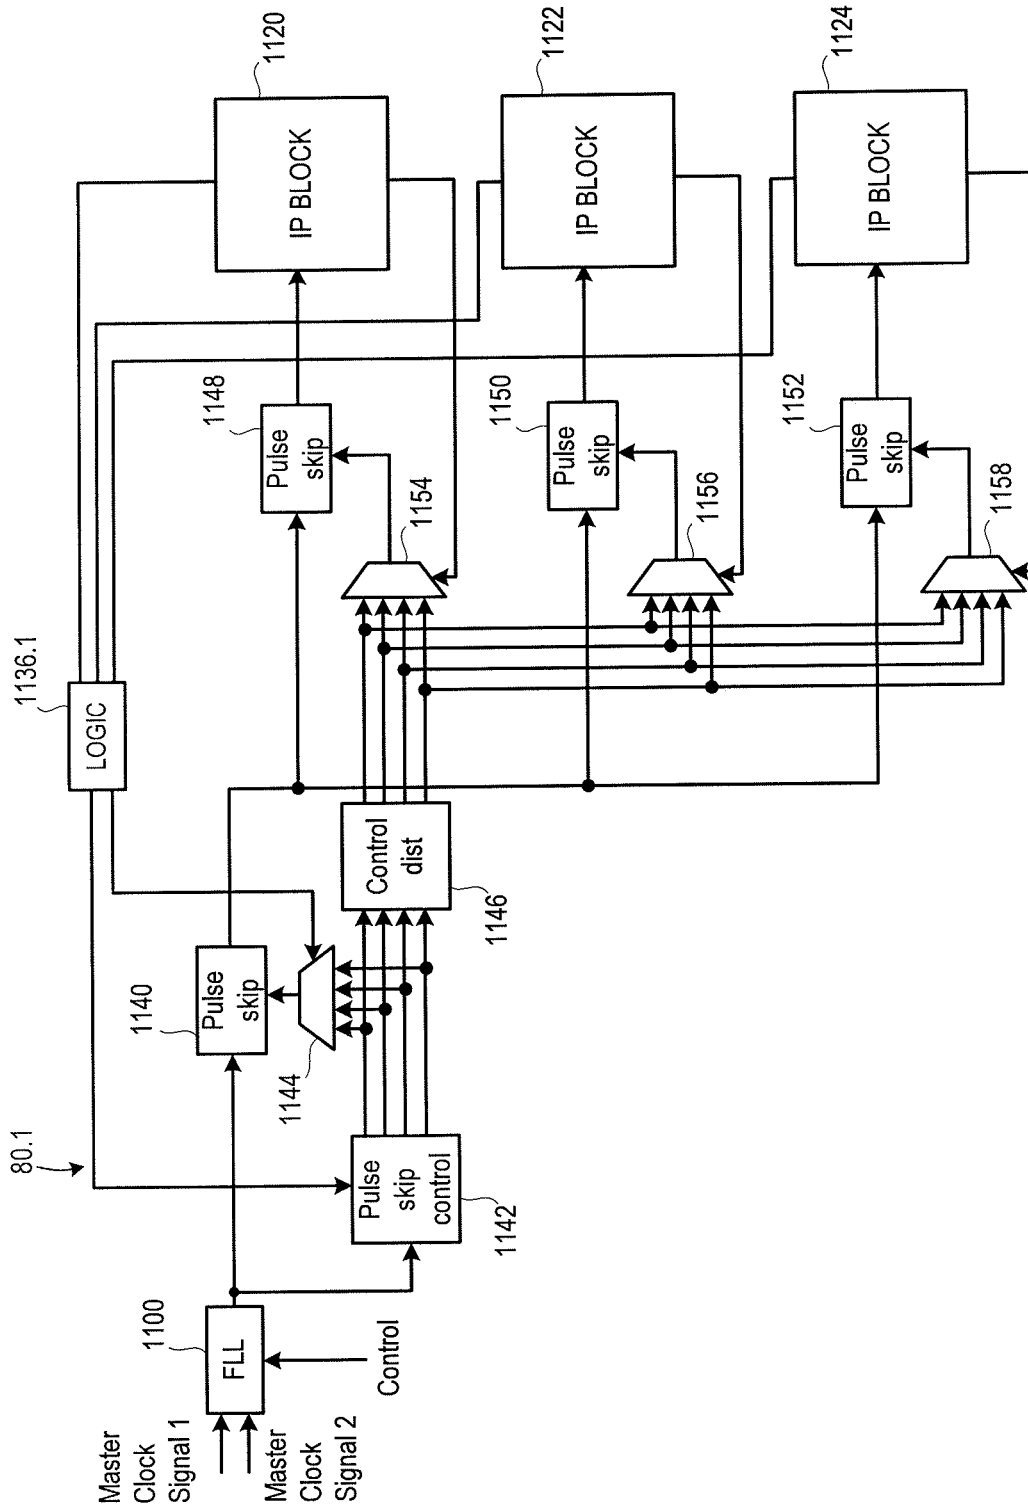 80.1
1136.1
LOGIC
Master
Clock
Signal 1
Master
Clock
Signal 2
1100
FLL
Control
1140
Pulse
skip
1144
Pulse
skip
control
1142
Control
dist
1146
1148
Pulse
skip
1154
IP BLOCK
1120
1150
Pulse
skip
1156
IP BLOCK
1122
1152
Pulse
skip
1158
IP BLOCK
1124